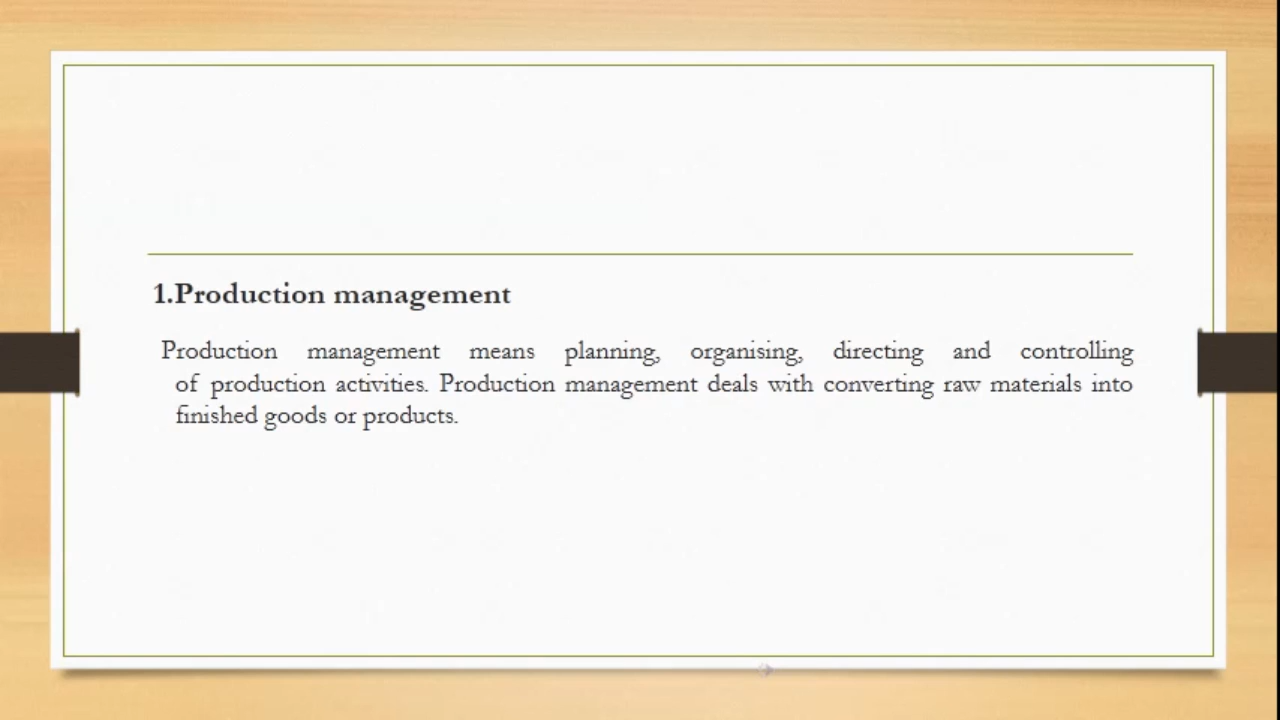 1.Production management
Production management means planning, organising, directing and controlling
of production activities. Production management deals with converting raw materials into
finished goods or products.